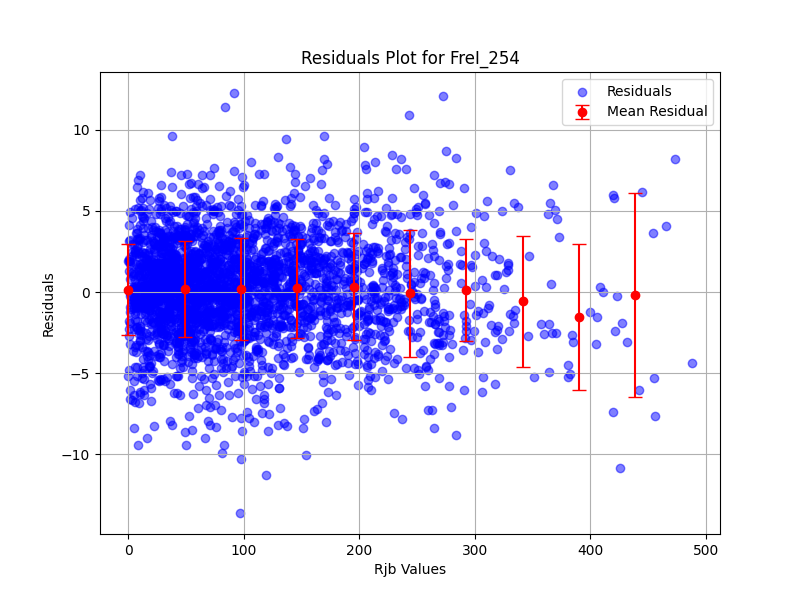 Residuals Plot for FreI_254
Residuals
Mean Residual
10
5
0
−5
−10
Residuals
0
100
200
300
400
500
Rjb Values